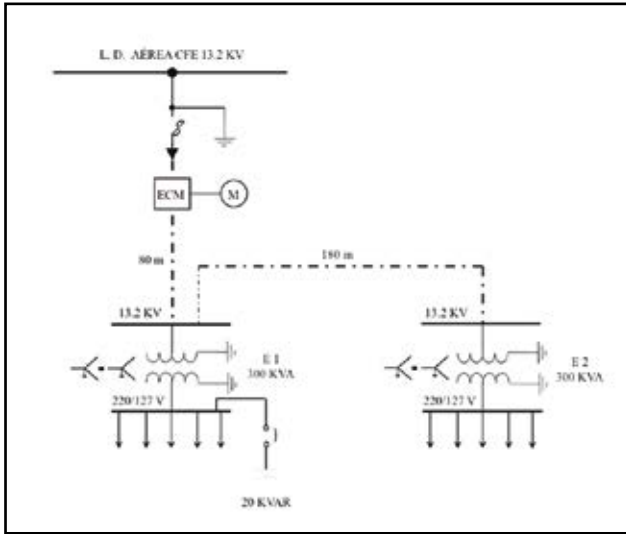 L. D. AÉREA CFE 13.2 KV
ECM
M
80 m
180 m
13.2 KV
13.2 KV
E 1
300 KVA
E 2
300 KVA
220/127 V
220/127 V
20 KVAR